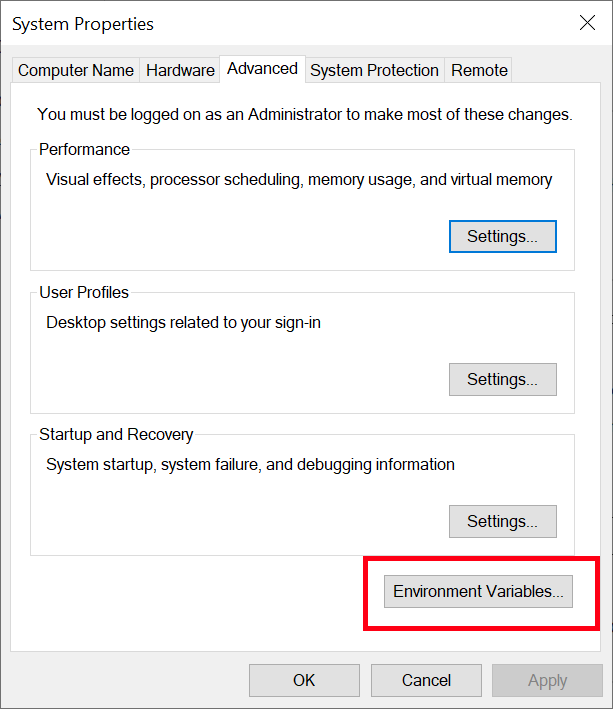 System Properties
Computer Name Hardware Advanced System Protection Remote
You must be logged on as an Administrator to make most of these changes.
Performance
Visual effects, processor scheduling, memory usage, and virtual memory
Settings...
User Profiles
Desktop settings related to your sign-in
Settings...
Startup and Recovery
System startup, system failure, and debugging information
Settings...
Environment Variables...
OK Cancel Apply